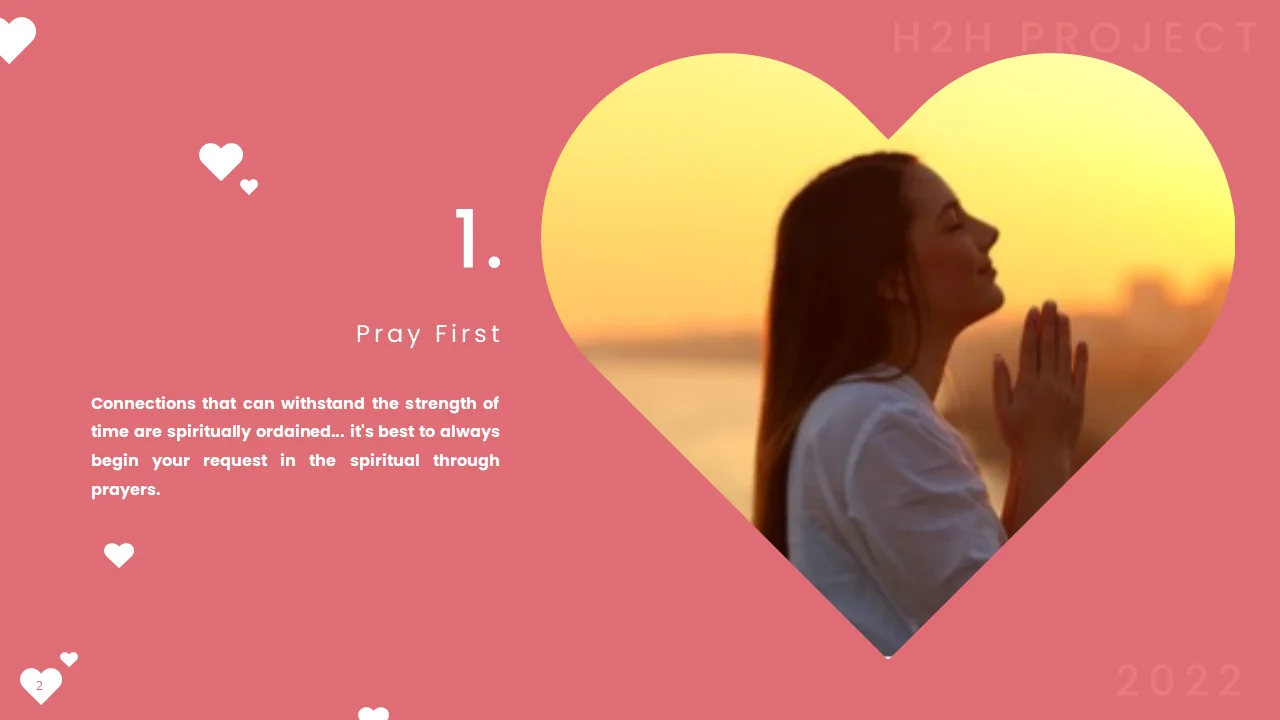 H2H PROJECT
1.
Pray First
Connections that can withstand the strength of
time are spiritually ordained... it's best to always
begin your request in the spiritual through
prayers.
2
2022